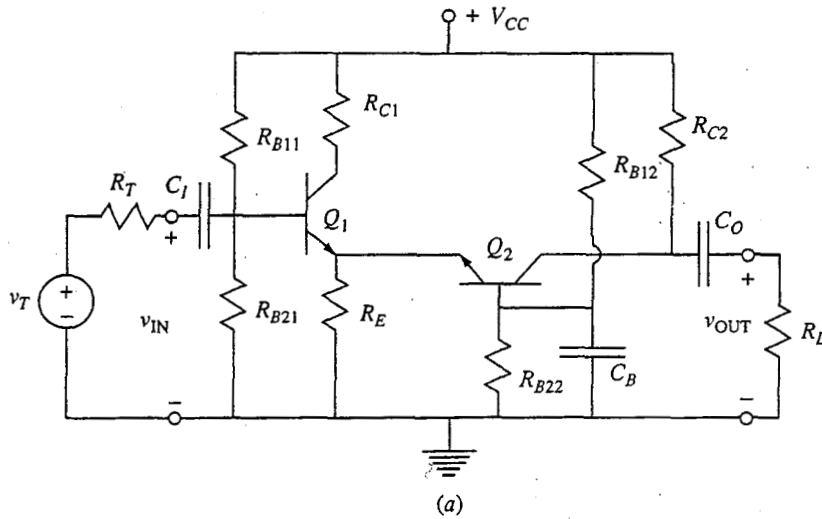 + V_CC
R_C1
R_B11
R_C2
R_B12
R_T
C_I
Q_1
C_O
Q_2
+
+
v_T
+
−
v_IN
R_B21
R_E
v_OUT
R_L
R_B22
C_B
−
−
(a)